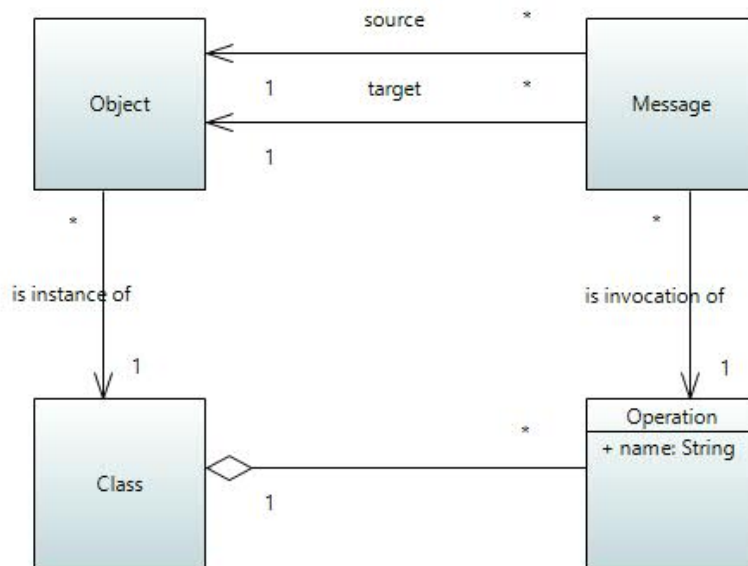 source
*
Object
1
target
*
Message
1
*
*
is instance of
is invocation of
1
1
Operation
+ name: String
*
Class
1